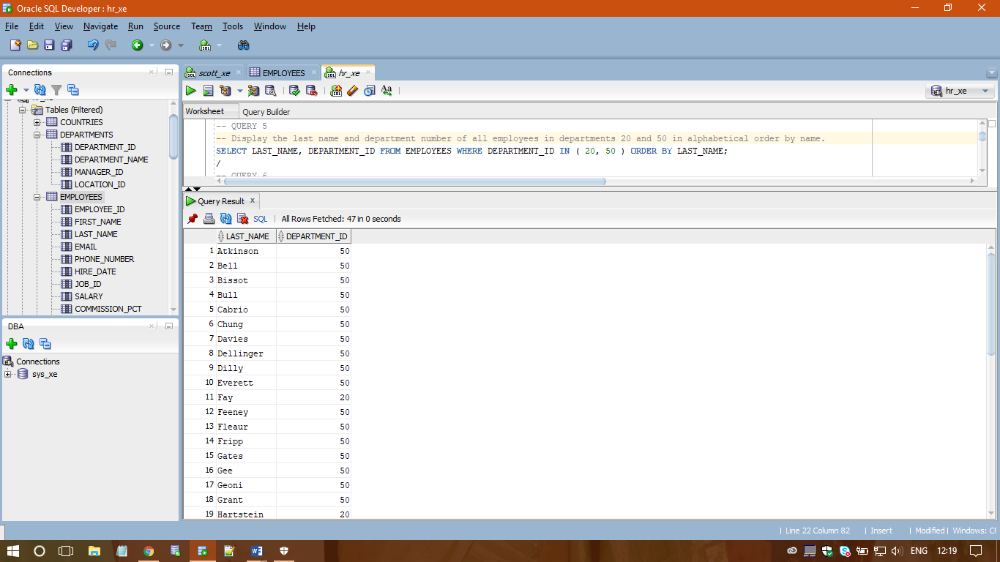 Oracle SQL Developer : hr_xe
File Edit View Navigate Run Source Team Tools Window Help
Connections
Tables (Filtered)
COUNTRIES
DEPARTMENTS
DEPARTMENT_ID
DEPARTMENT_NAME
MANAGER_ID
LOCATION_ID
EMPLOYEES
EMPLOYEE_ID
FIRST_NAME
LAST_NAME
EMAIL
PHONE_NUMBER
HIRE_DATE
JOB_ID
SALARY
COMMISSION_PCT
DBA
Connections
sys_xe
scott_xe EMPLOYEES hr_xe
hr_xe
Worksheet Query Builder
-- QUERY 5
-- Display the last name and department number of all employees in departments 20 and 50 in alphabetical order by name.
SELECT LAST_NAME, DEPARTMENT_ID FROM EMPLOYEES WHERE DEPARTMENT_ID IN ( 20, 50 ) ORDER BY LAST_NAME;
/
-- QUERY 6
Query Result x
SQL | All Rows Fetched: 47 in 0 seconds
LAST_NAME DEPARTMENT_ID
1 Atkinson 50
2 Bell 50
3 Bissot 50
4 Bull 50
5 Cabrio 50
6 Chung 50
7 Davies 50
8 Dellinger 50
9 Dilly 50
10 Everett 50
11 Fay 20
12 Feeney 50
13 Fleaur 50
14 Fripp 50
15 Gates 50
16 Gee 50
17 Geoni 50
18 Grant 50
19 Hartstein 20
| Line 22 Column 82 | Insert | Modified | Windows: CF
ENG 12:19